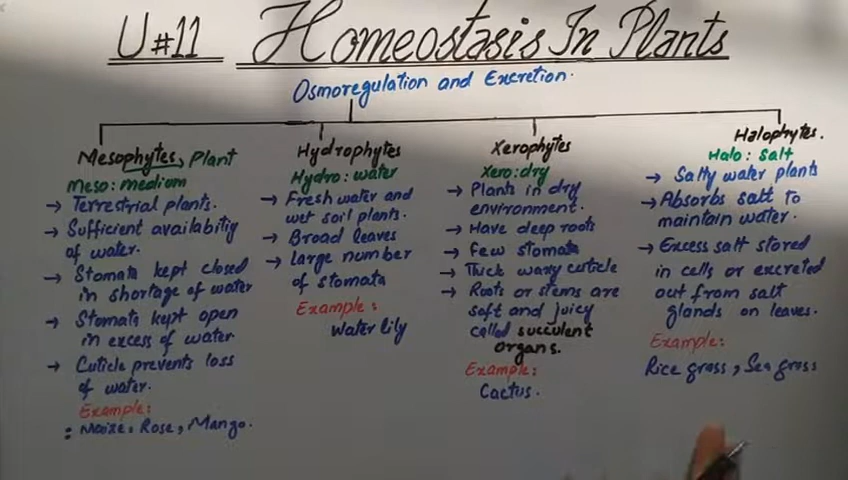 U#11 Homeostasis In Plants
Osmoregulation and Excretion.
Mesophytes, Plant
Meso: medium
→ Terrestrial plants.
→ Sufficient availability
of water.
→ Stomata kept closed
in shortage of water
→ Stomata kept open
in excess of water
→ Cuticle prevents loss
of water.
Example:
: Maize, Rose, Mango.
Hydrophytes
Hydro: water
→ Fresh water and
wet soil plants.
→ Broad leaves
→ large number
of stomata
Example:
Water lily
Xerophytes
Xero: dry
→ Plants in dry
environment.
→ Have deep roots
→ few stomata
→ Thick waxy cuticle
→ Roots or stems are
soft and juicy
called succulent
organs.
Example:
Cactus.
Halophytes.
Halo: salt
→ Salty water plants
→ Absorbs salt to
maintain water.
→ Excess salt stored
in cells or excreted
out from salt
glands on leaves.
Example:
Rice grass, Sea grass